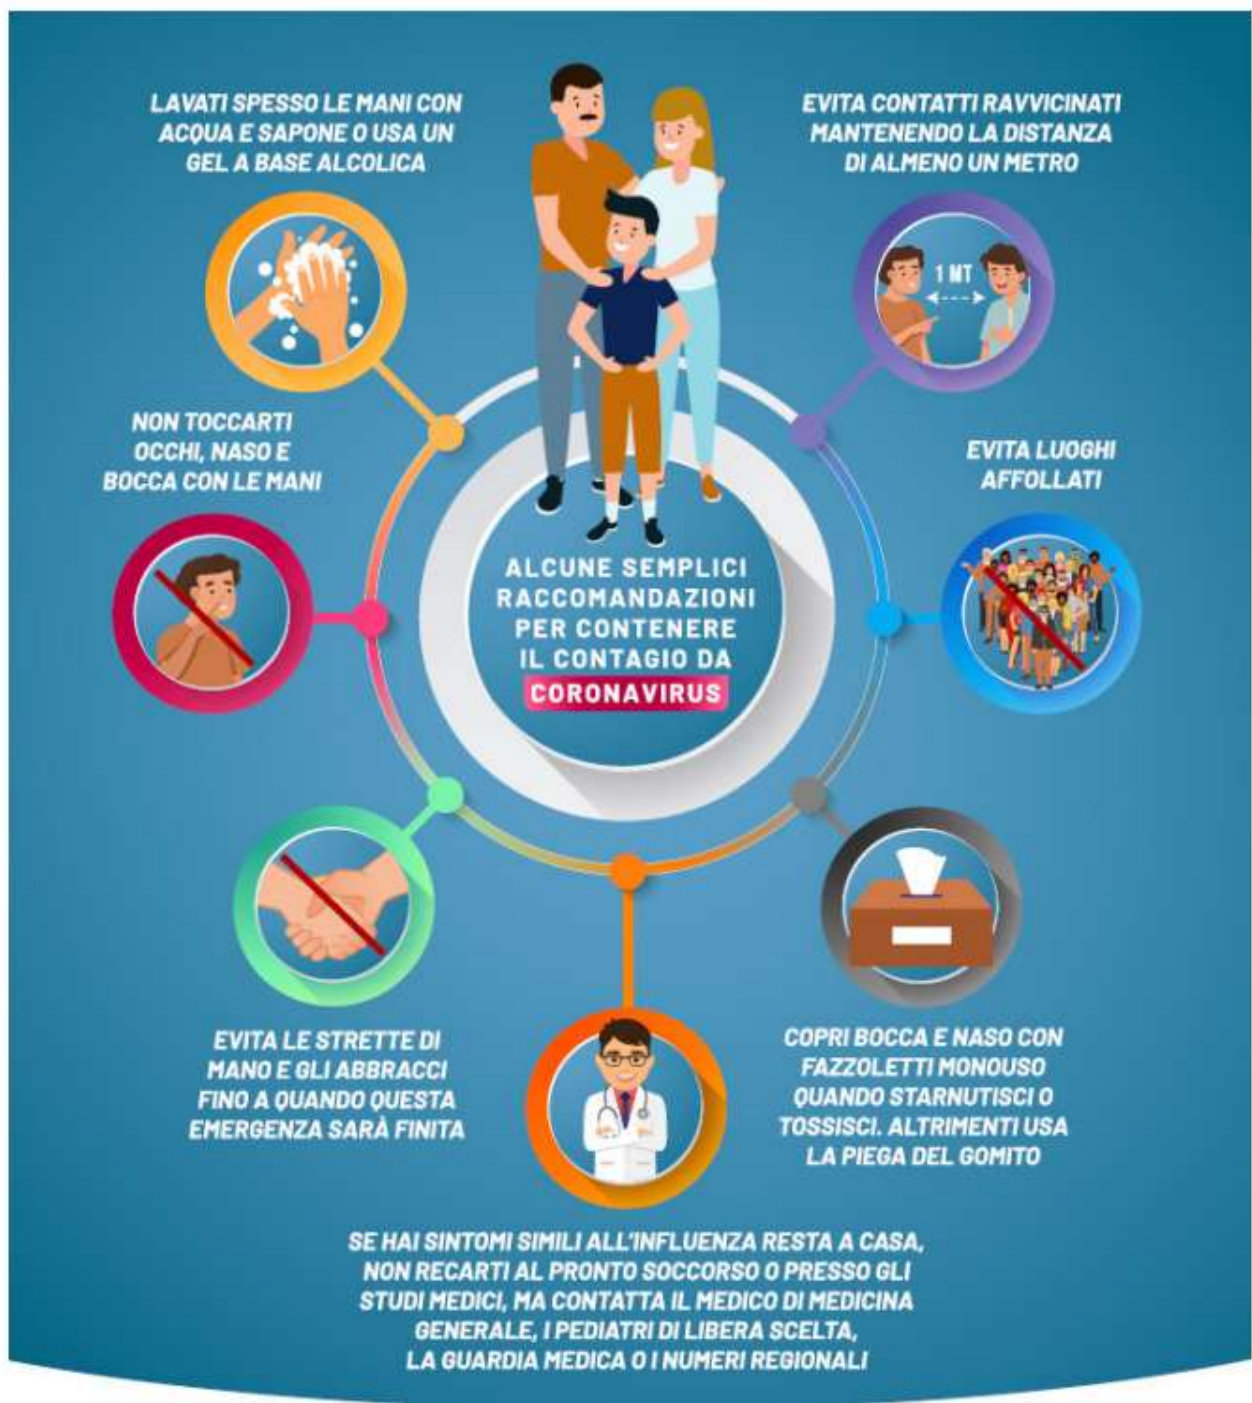 LAVATI SPESSO LE MANI CON
ACQUA E SAPONE O USA UN
GEL A BASE ALCOLICA
EVITA CONTATTI RAVVICINATI
MANTENENDO LA DISTANZA
DI ALMENO UN METRO
1 MT
NON TOCCARTI
OCCHI, NASO E
BOCCA CON LE MANI
EVITA LUOGHI
AFFOLLATI
ALCUNE SEMPLICI
RACCOMANDAZIONI
PER CONTENERE
IL CONTAGIO DA
CORONAVIRUS
EVITA LE STRETTE DI
MANO E GLI ABBRACCI
FINO A QUANDO QUESTA
EMERGENZA SARÀ FINITA
COPRI BOCCA E NASO CON
FAZZOLETTI MONOUSO
QUANDO STARNUTISCI O
TOSSISCI. ALTRIMENTI USA
LA PIEGA DEL GOMITO
SE HAI SINTOMI SIMILI ALL'INFLUENZA RESTA A CASA,
NON RECARTI AL PRONTO SOCCORSO O PRESSO GLI
STUDI MEDICI, MA CONTATTA IL MEDICO DI MEDICINA
GENERALE, I PEDIATRI DI LIBERA SCELTA,
LA GUARDIA MEDICA O I NUMERI REGIONALI